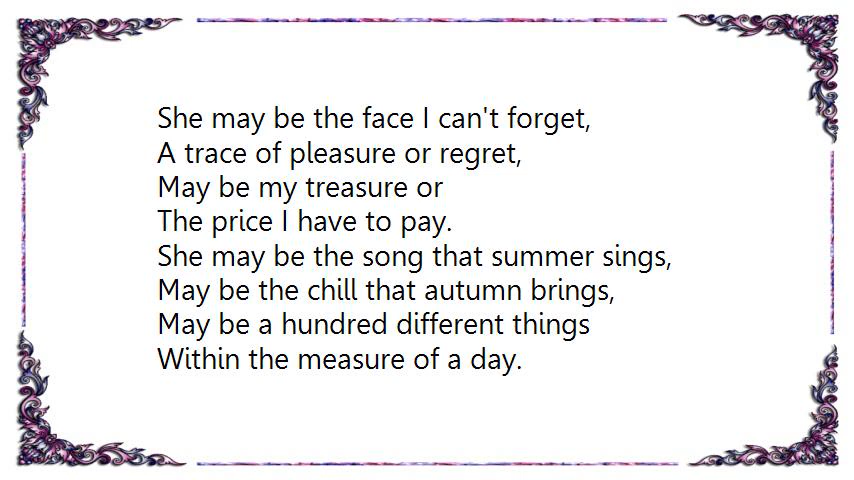 She may be the face I can't forget,
A trace of pleasure or regret,
May be my treasure or
The price I have to pay.
She may be the song that summer sings,
May be the chill that autumn brings,
May be a hundred different things
Within the measure of a day.